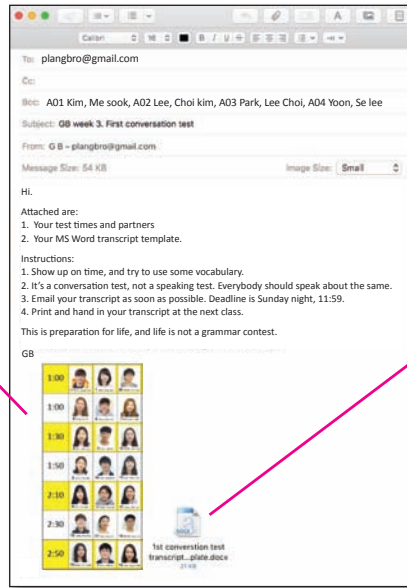 Calibri
B I U
A
To: plangbro@gmail.com
Cc:
Bcc: A01 Kim, Me sook, A02 Lee, Choi kim, A03 Park, Lee Choi, A04 Yoon, Se lee
Subject: GB week 3. First conversation test
From: G B – plangbro@gmail.com
Message Size: 54 KB Image Size: Small
Hi.
Attached are:
1. Your test times and partners
2. Your MS Word transcript template.
Instructions:
1. Show up on time, and try to use some vocabulary.
2. It’s a conversation test, not a speaking test. Everybody should speak about the same.
3. Email your transcript as soon as possible. Deadline is Sunday night, 11:59.
4. Print and hand in your transcript at the next class.
This is preparation for life, and life is not a grammar contest.
GB
1:00
1:00
1:30
1:50
2:10
2:30
2:50
DOCX
1st converstion test
transcript...plate.docx
21 KB